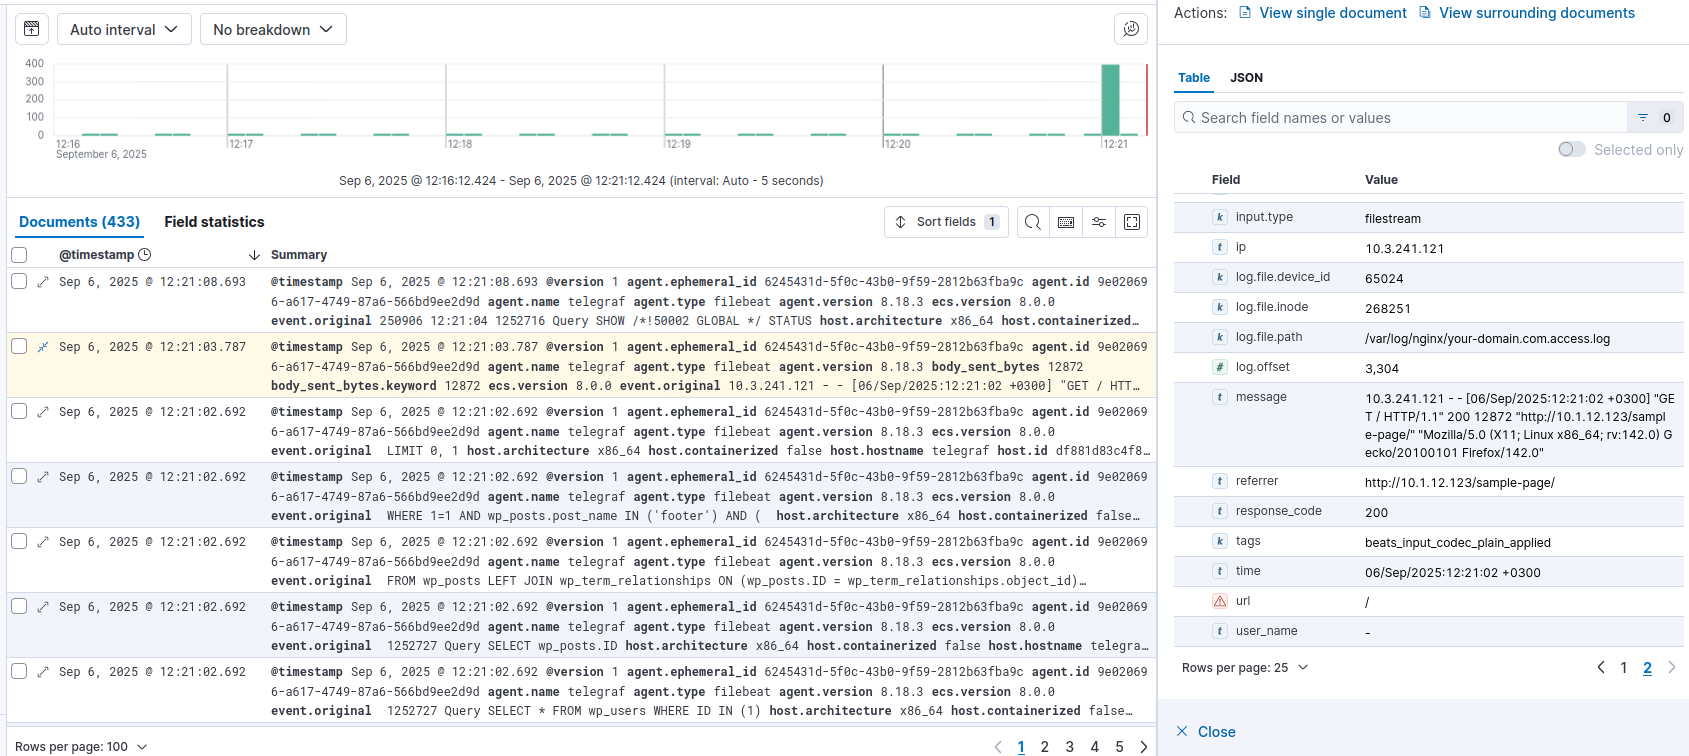 Auto interval
No breakdown
400
300
200
100
0
12:16
September 6, 2025
12:17
12:18
12:19
12:20
12:21
Sep 6, 2025 @ 12:16:12.424 - Sep 6, 2025 @ 12:21:12.424 (interval: Auto - 5 seconds)
Documents (433)
Field statistics
Sort fields 1
@timestamp
Summary
Sep 6, 2025 @ 12:21:08.693
@timestamp Sep 6, 2025 @ 12:21:08.693 @version 1 agent.ephemeral_id 6245431d-5f0c-43b0-9f59-2812b63fba9c agent.id 9e02069
6-a617-4749-87a6-566bd9ee2d9d agent.name telegraf agent.type filebeat agent.version 8.18.3 ecs.version 8.0.0
event.original 250906 12:21:04 1252716 Query SHOW /*!50002 GLOBAL */ STATUS host.architecture x86_64 host.containerized…
Sep 6, 2025 @ 12:21:03.787
@timestamp Sep 6, 2025 @ 12:21:03.787 @version 1 agent.ephemeral_id 6245431d-5f0c-43b0-9f59-2812b63fba9c agent.id 9e02069
6-a617-4749-87a6-566bd9ee2d9d agent.name telegraf agent.type filebeat agent.version 8.18.3 body_sent_bytes 12872
body_sent_bytes.keyword 12872 ecs.version 8.0.0 event.original 10.3.241.121 - - [06/Sep/2025:12:21:02 +0300] "GET / HTT…
Sep 6, 2025 @ 12:21:02.692
@timestamp Sep 6, 2025 @ 12:21:02.692 @version 1 agent.ephemeral_id 6245431d-5f0c-43b0-9f59-2812b63fba9c agent.id 9e02069
6-a617-4749-87a6-566bd9ee2d9d agent.name telegraf agent.type filebeat agent.version 8.18.3 ecs.version 8.0.0
event.original LIMIT 0, 1 host.architecture x86_64 host.containerized false host.hostname telegraf host.id df881d83c4f8…
Sep 6, 2025 @ 12:21:02.692
@timestamp Sep 6, 2025 @ 12:21:02.692 @version 1 agent.ephemeral_id 6245431d-5f0c-43b0-9f59-2812b63fba9c agent.id 9e02069
6-a617-4749-87a6-566bd9ee2d9d agent.name telegraf agent.type filebeat agent.version 8.18.3 ecs.version 8.0.0
event.original WHERE 1=1 AND wp_posts.post_name IN ('footer') AND ( host.architecture x86_64 host.containerized false…
Sep 6, 2025 @ 12:21:02.692
@timestamp Sep 6, 2025 @ 12:21:02.692 @version 1 agent.ephemeral_id 6245431d-5f0c-43b0-9f59-2812b63fba9c agent.id 9e02069
6-a617-4749-87a6-566bd9ee2d9d agent.name telegraf agent.type filebeat agent.version 8.18.3 ecs.version 8.0.0
event.original FROM wp_posts LEFT JOIN wp_term_relationships ON (wp_posts.ID = wp_term_relationships.object_id)…
Sep 6, 2025 @ 12:21:02.692
@timestamp Sep 6, 2025 @ 12:21:02.692 @version 1 agent.ephemeral_id 6245431d-5f0c-43b0-9f59-2812b63fba9c agent.id 9e02069
6-a617-4749-87a6-566bd9ee2d9d agent.name telegraf agent.type filebeat agent.version 8.18.3 ecs.version 8.0.0
event.original 1252727 Query SELECT wp_posts.ID host.architecture x86_64 host.containerized false host.hostname telegra…
Sep 6, 2025 @ 12:21:02.692
@timestamp Sep 6, 2025 @ 12:21:02.692 @version 1 agent.ephemeral_id 6245431d-5f0c-43b0-9f59-2812b63fba9c agent.id 9e02069
6-a617-4749-87a6-566bd9ee2d9d agent.name telegraf agent.type filebeat agent.version 8.18.3 ecs.version 8.0.0
event.original 1252727 Query SELECT * FROM wp_users WHERE ID IN (1) host.architecture x86_64 host.containerized false…
Rows per page: 100
1 2 3 4 5
Actions: View single document View surrounding documents
Table JSON
Search field names or values
0
Selected only
Field Value
k input.type filestream
t ip 10.3.241.121
k log.file.device_id 65024
k log.file.inode 268251
k log.file.path /var/log/nginx/your-domain.com.access.log
# log.offset 3,304
t message 10.3.241.121 - - [06/Sep/2025:12:21:02 +0300] "GE
T / HTTP/1.1" 200 12872 "http://10.1.12.123/sampl
e-page/" "Mozilla/5.0 (X11; Linux x86_64; rv:142.0) G
ecko/20100101 Firefox/142.0"
t referrer http://10.1.12.123/sample-page/
t response_code 200
k tags beats_input_codec_plain_applied
t time 06/Sep/2025:12:21:02 +0300
url /
t user_name -
Rows per page: 25
1 2
Close